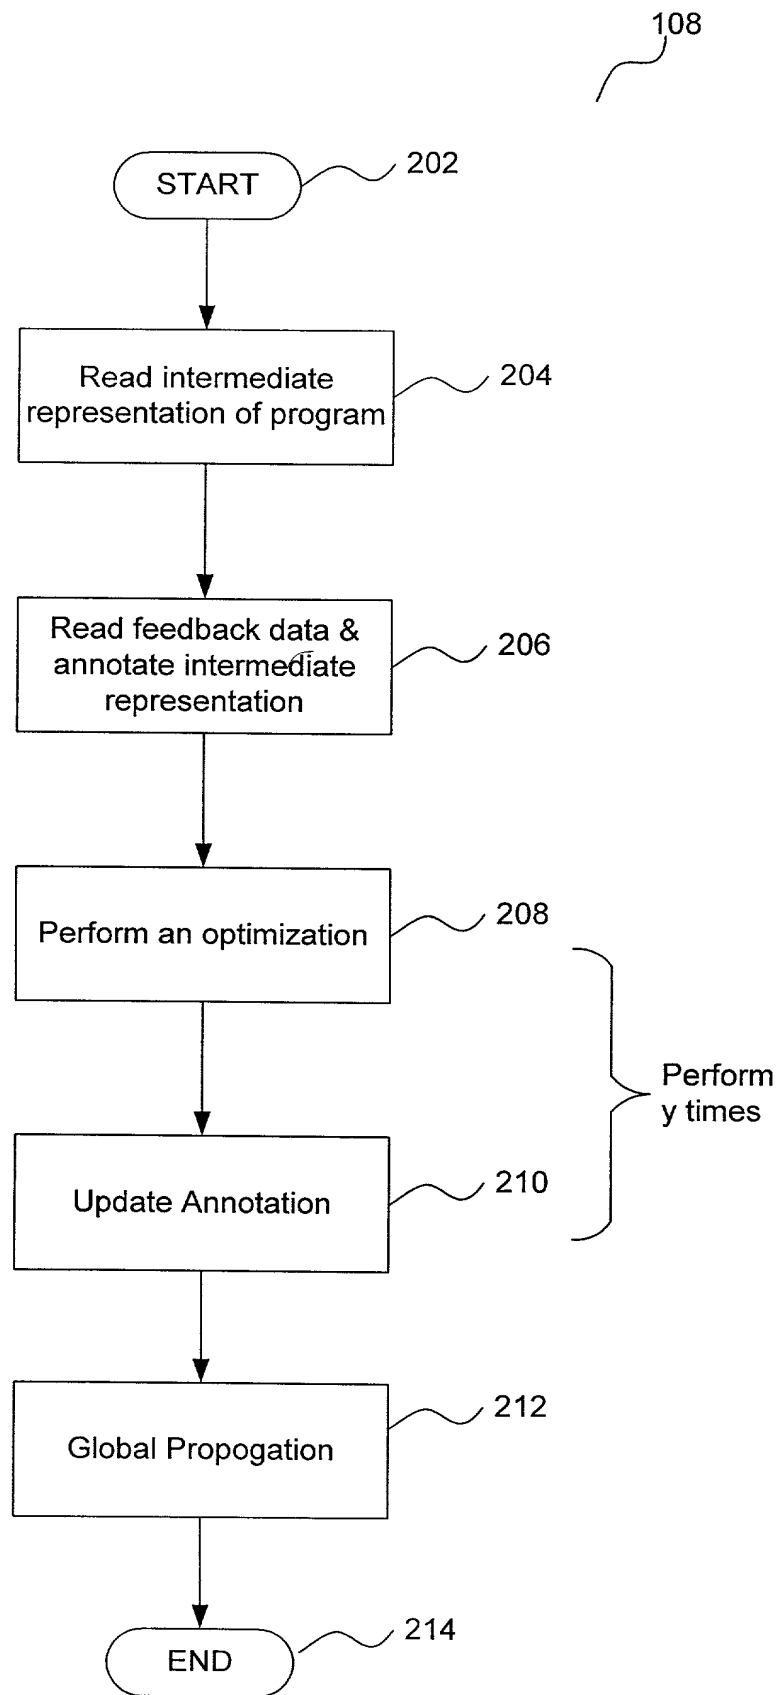 108
START
202
Read intermediate
representation of program
204
Read feedback data &
annotate intermediate
representation
206
Perform an optimization
208
Perform
y times
Update Annotation
210
Global Propogation
212
END
214